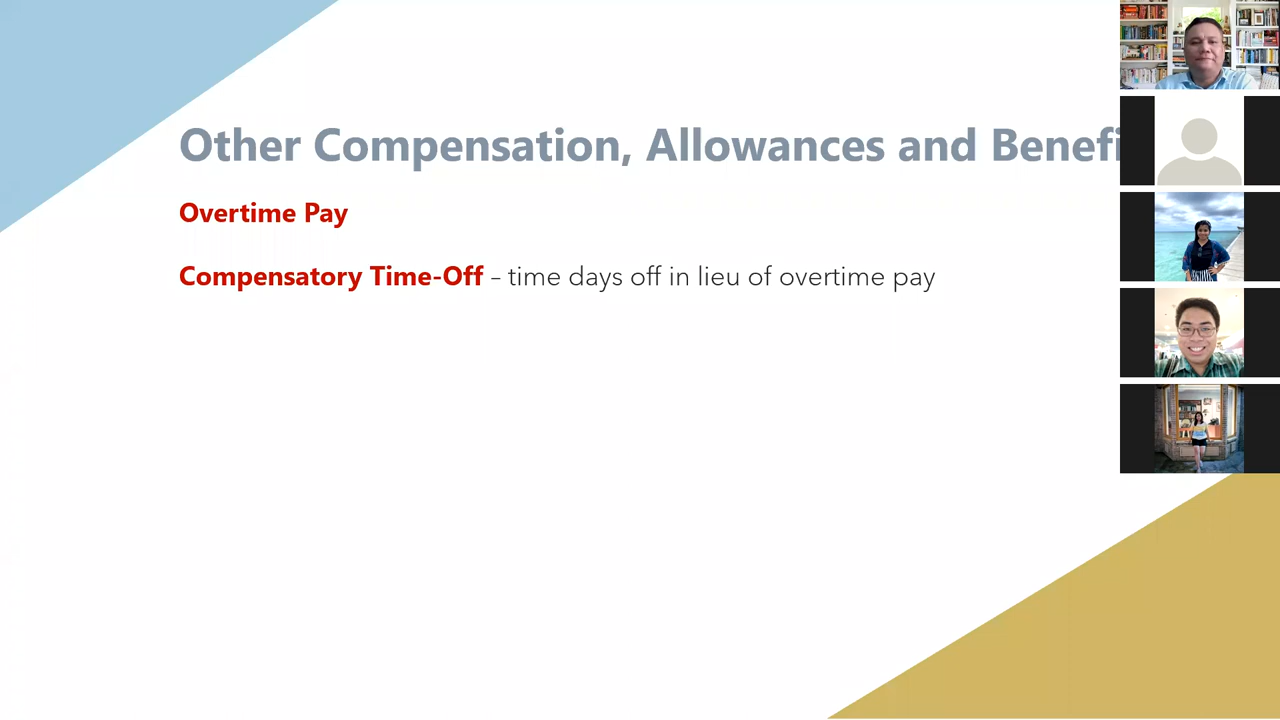 Other Compensation, Allowances and Benefi
Overtime Pay
Compensatory Time-Off – time days off in lieu of overtime pay